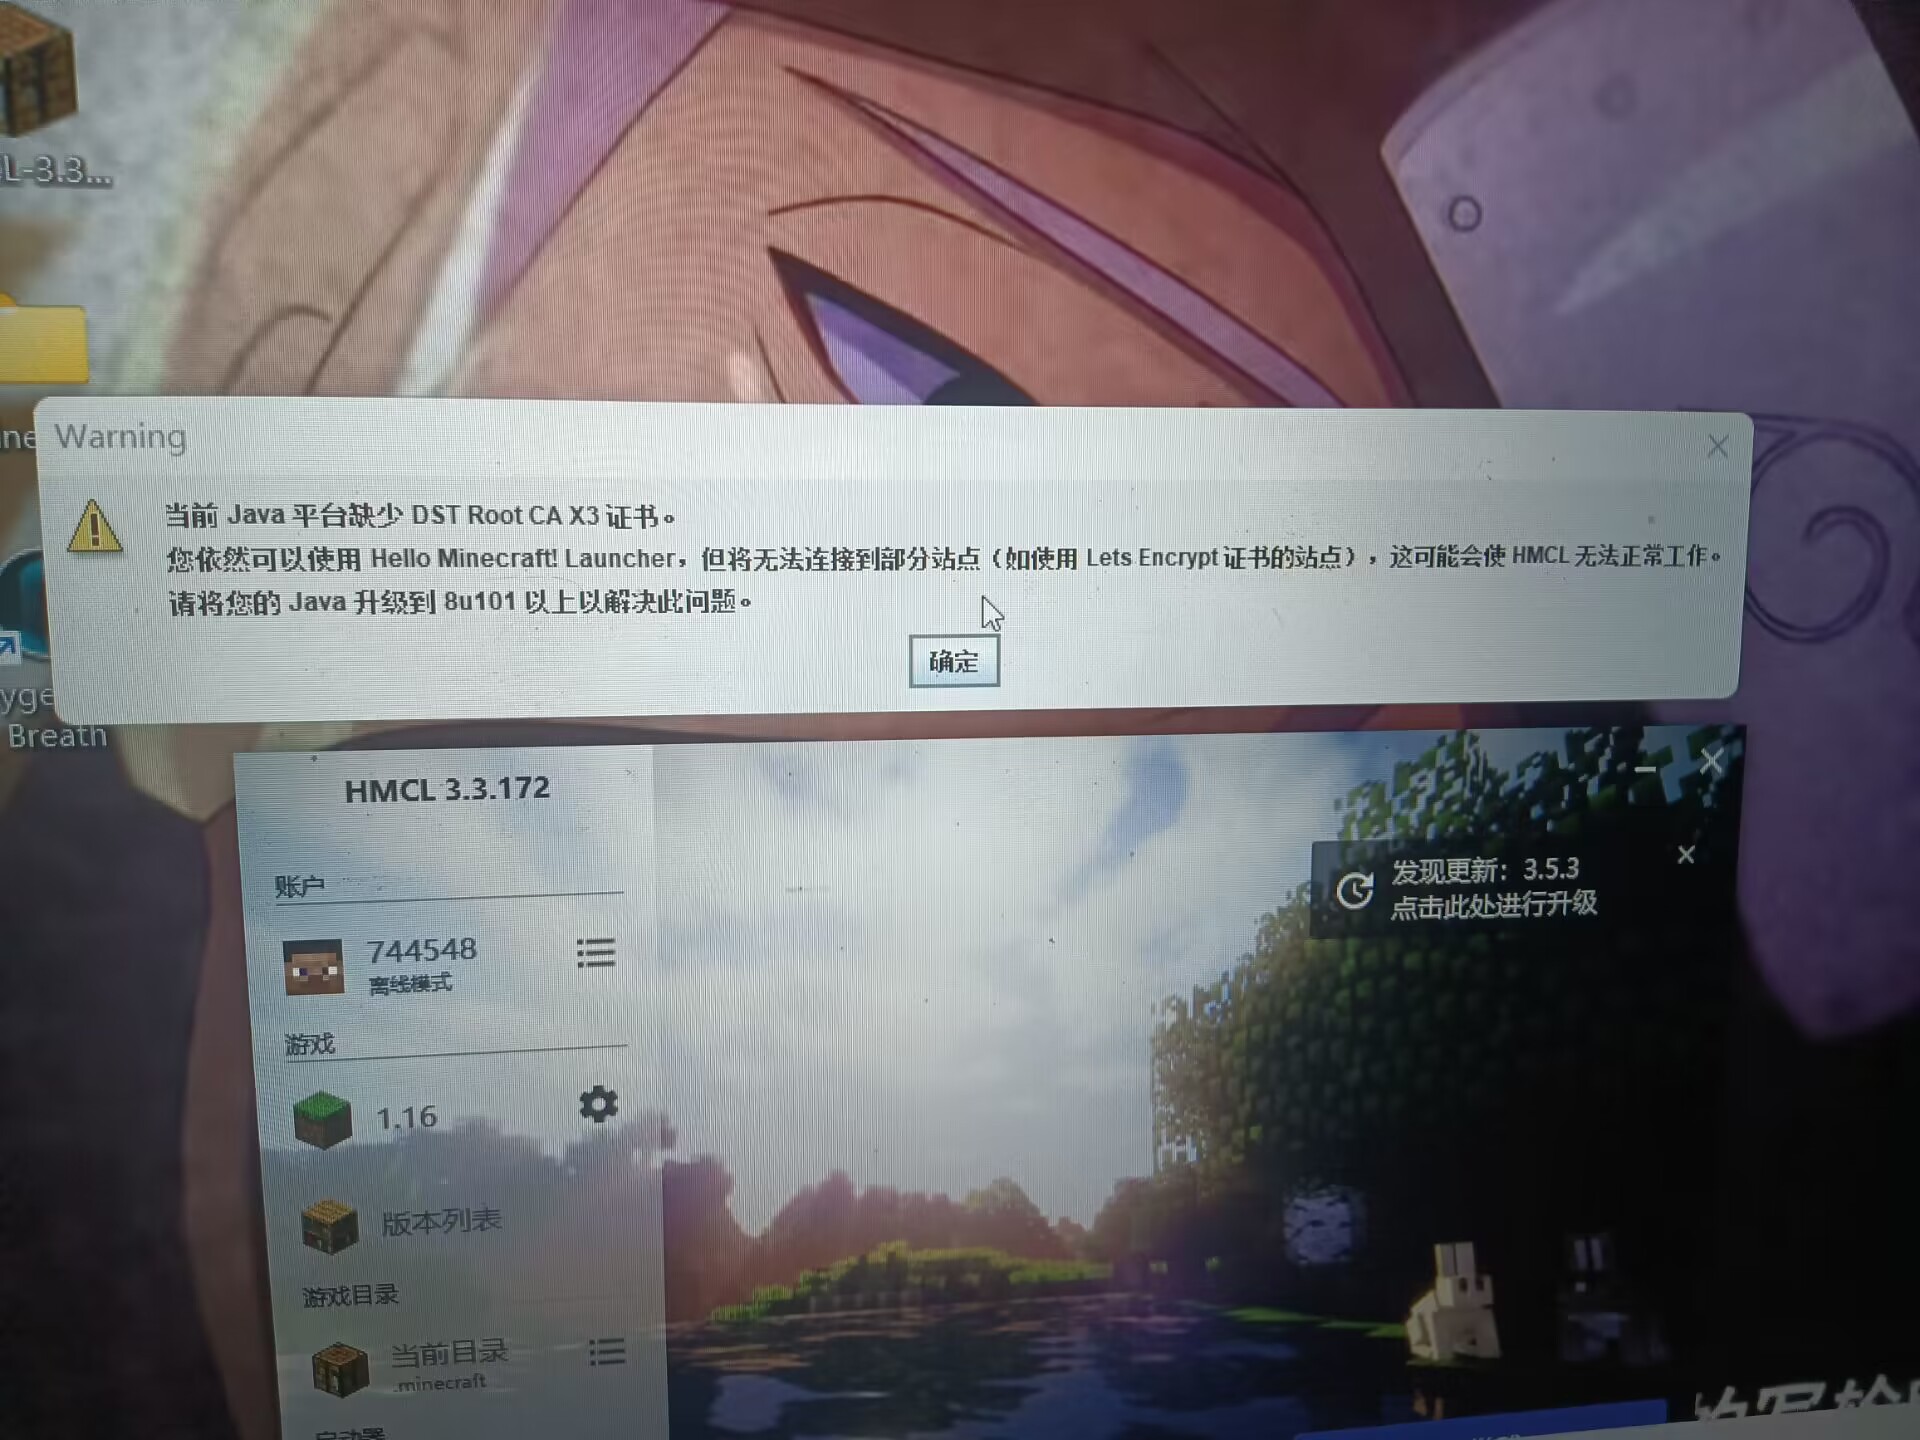 L-3.3...
Warning
当前 Java 平台缺少 DST Root CA X3 证书。
您依然可以使用 Hello Minecraft! Launcher，但将无法连接到部分站点（如使用 Lets Encrypt 证书的站点），这可能会使 HMCL 无法正常工作。
请将您的 Java 升级到 8u101 以上以解决此问题。
确定
Breath
HMCL 3.3.172
发现更新：3.5.3
点击此处进行升级
账户
744548
离线模式
游戏
1.16
版本列表
游戏目录
当前目录
.minecraft